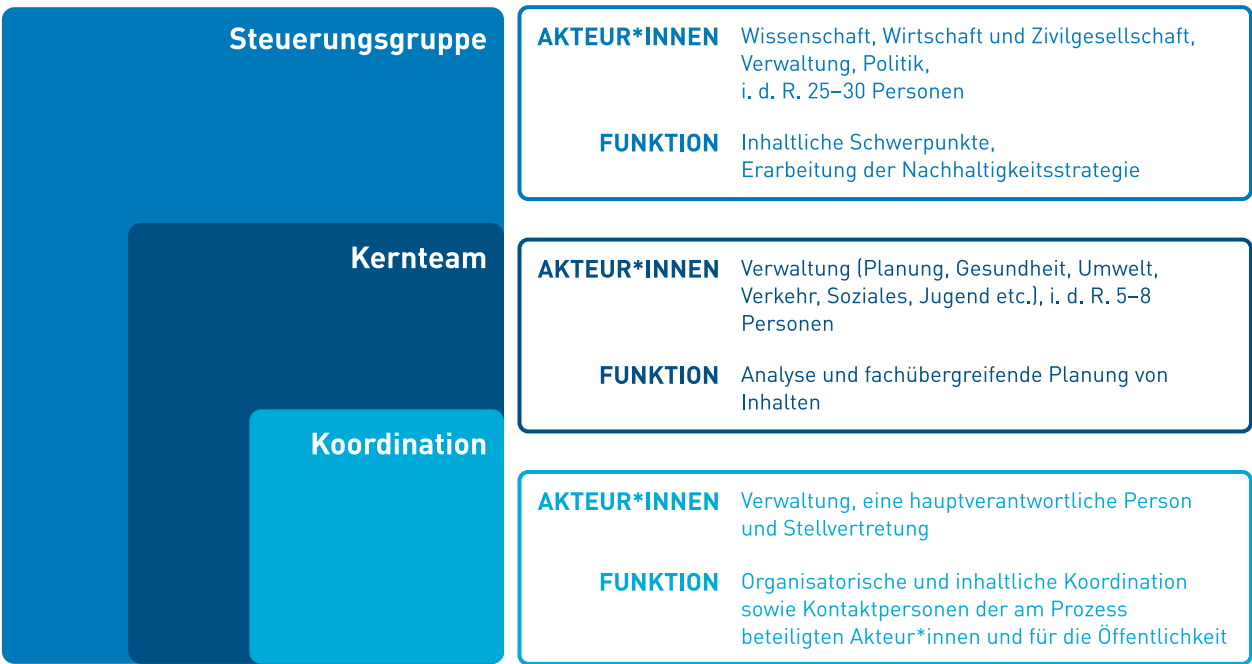 Steuerungsgruppe
AKTEUR*INNEN Wissenschaft, Wirtschaft und Zivilgesellschaft,
Verwaltung, Politik,
i. d. R. 25–30 Personen
FUNKTION Inhaltliche Schwerpunkte,
Erarbeitung der Nachhaltigkeitsstrategie
Kernteam
AKTEUR*INNEN Verwaltung (Planung, Gesundheit, Umwelt,
Verkehr, Soziales, Jugend etc.), i. d. R. 5–8
Personen
FUNKTION Analyse und fachübergreifende Planung von
Inhalten
Koordination
AKTEUR*INNEN Verwaltung, eine hauptverantwortliche Person
und Stellvertretung
FUNKTION Organisatorische und inhaltliche Koordination
sowie Kontaktpersonen der am Prozess
beteiligten Akteur*innen und für die Öffentlichkeit